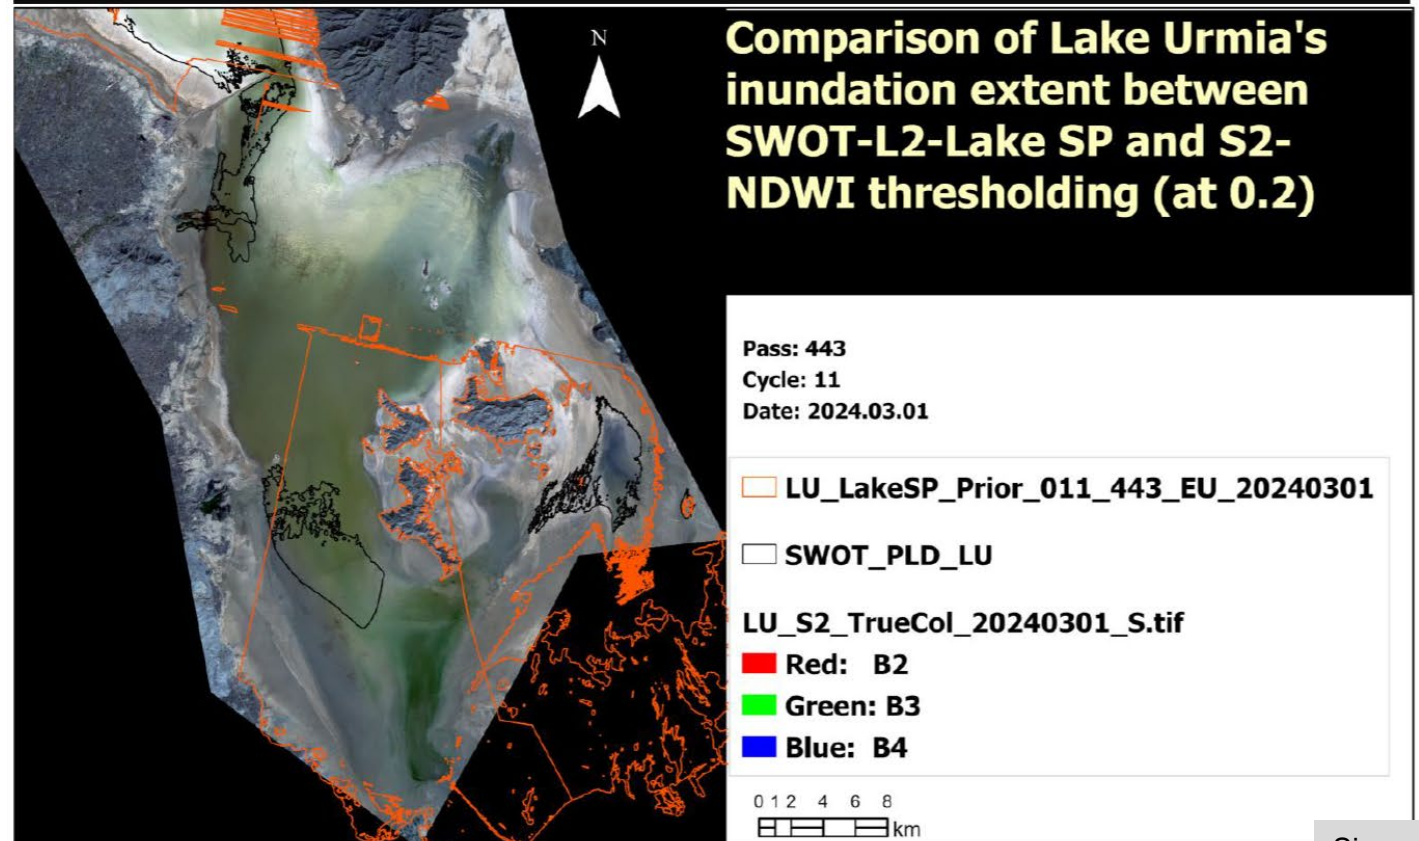 N
Comparison of Lake Urmia's
inundation extent between
SWOT-L2-Lake SP and S2-
NDWI thresholding (at 0.2)
Pass: 443
Cycle: 11
Date: 2024.03.01
LU_LakeSP_Prior_011_443_EU_20240301
SWOT_PLD_LU
LU_S2_TrueCol_20240301_S.tif
Red: B2
Green: B3
Blue: B4
0 1 2 4 6 8
km